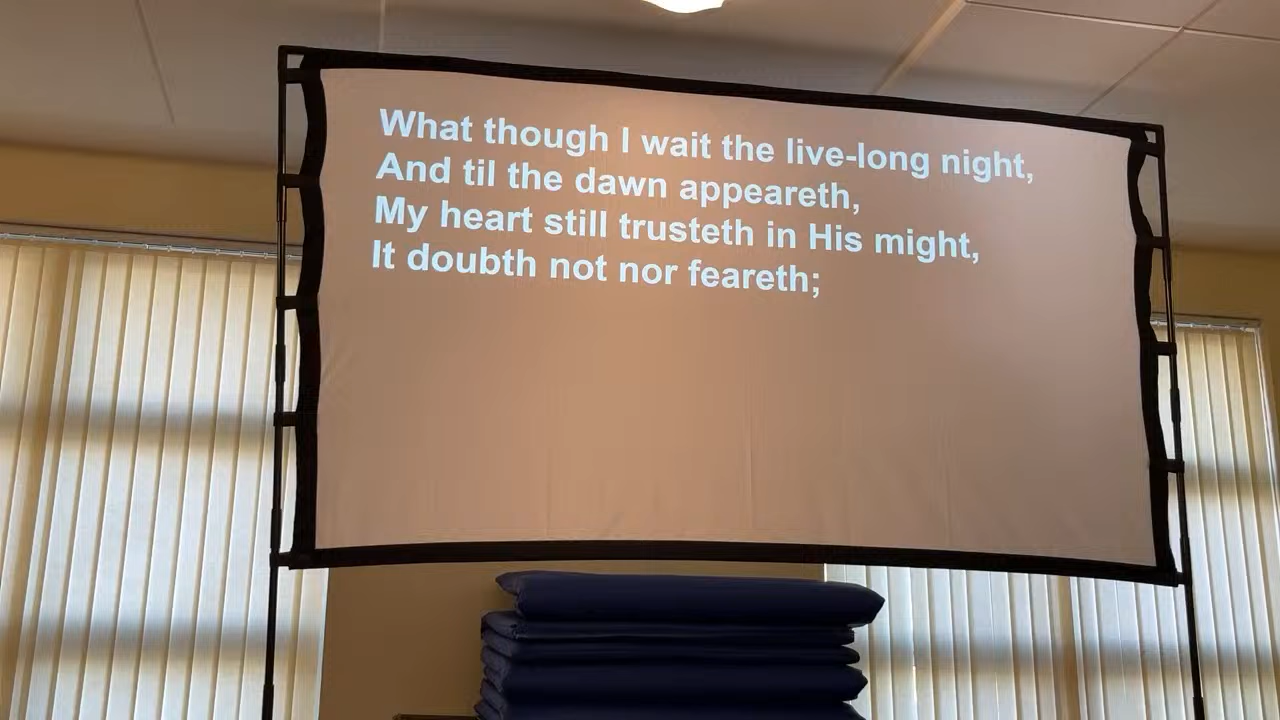 What though I wait the live-long night,
And til the dawn appeareth,
My heart still trusteth in His might,
It doubth not nor feareth;